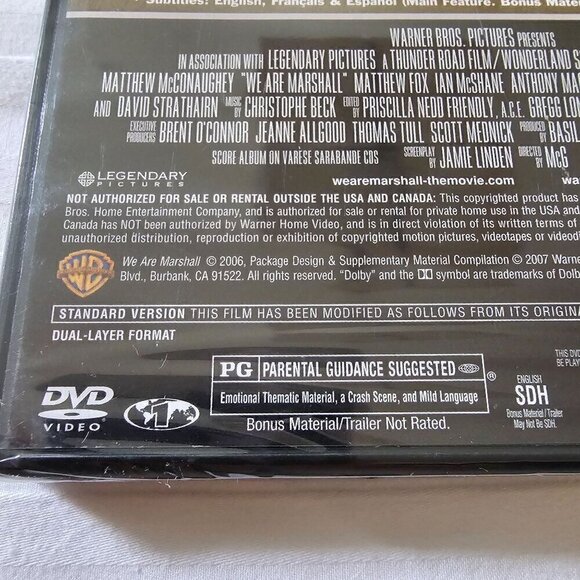 Subtitles: English, Français & Español (Main Feature. Bonus Mater
WARNER BROS. PICTURES PRESENTS
IN ASSOCIATION WITH LEGENDARY PICTURES A THUNDER ROAD FILM/WONDERLAND S
MATTHEW McCONAUGHEY "WE ARE MARSHALL" MATTHEW FOX IAN McSHANE ANTHONY MA
AND DAVID STRATHAIRN MUSIC BY CHRISTOPHE BECK EDITED BY PRISCILLA NEDD FRIENDLY, A.C.E. GREGG LO
EXECUTIVE PRODUCERS BRENT O'CONNOR JEANNE ALLGOOD THOMAS TULL SCOTT MEDNICK PRODUCED BY BASIL
SCORE ALBUM ON VARÈSE SARABANDE CDS SCREENPLAY BY JAMIE LINDEN DIRECTED BY McG
LEGENDARY
PICTURES
wearemarshall-themovie.com wa
NOT AUTHORIZED FOR SALE OR RENTAL OUTSIDE THE USA AND CANADA: This copyrighted product has
Bros. Home Entertainment Company, and is authorized for sale or rental for private home use in the USA and
Canada has NOT been authorized by Warner Home Video, and is in direct violation of its written terms of
unauthorized distribution, reproduction or exhibition of copyrighted motion pictures, videotapes or videodi
WB
We Are Marshall © 2006, Package Design & Supplementary Material Compilation © 2007 Warne
Blvd., Burbank, CA 91522. All rights reserved. "Dolby" and the DD symbol are trademarks of Dolb
STANDARD VERSION THIS FILM HAS BEEN MODIFIED AS FOLLOWS FROM ITS ORIGINA
DUAL-LAYER FORMAT
DVD
VIDEO
1
PG PARENTAL GUIDANCE SUGGESTED ®
Emotional Thematic Material, a Crash Scene, and Mild Language
Bonus Material/Trailer Not Rated.
THIS DVD
BE PLAY
ENGLISH
SDH
Bonus Material/Trailer
May Not Be SDH.